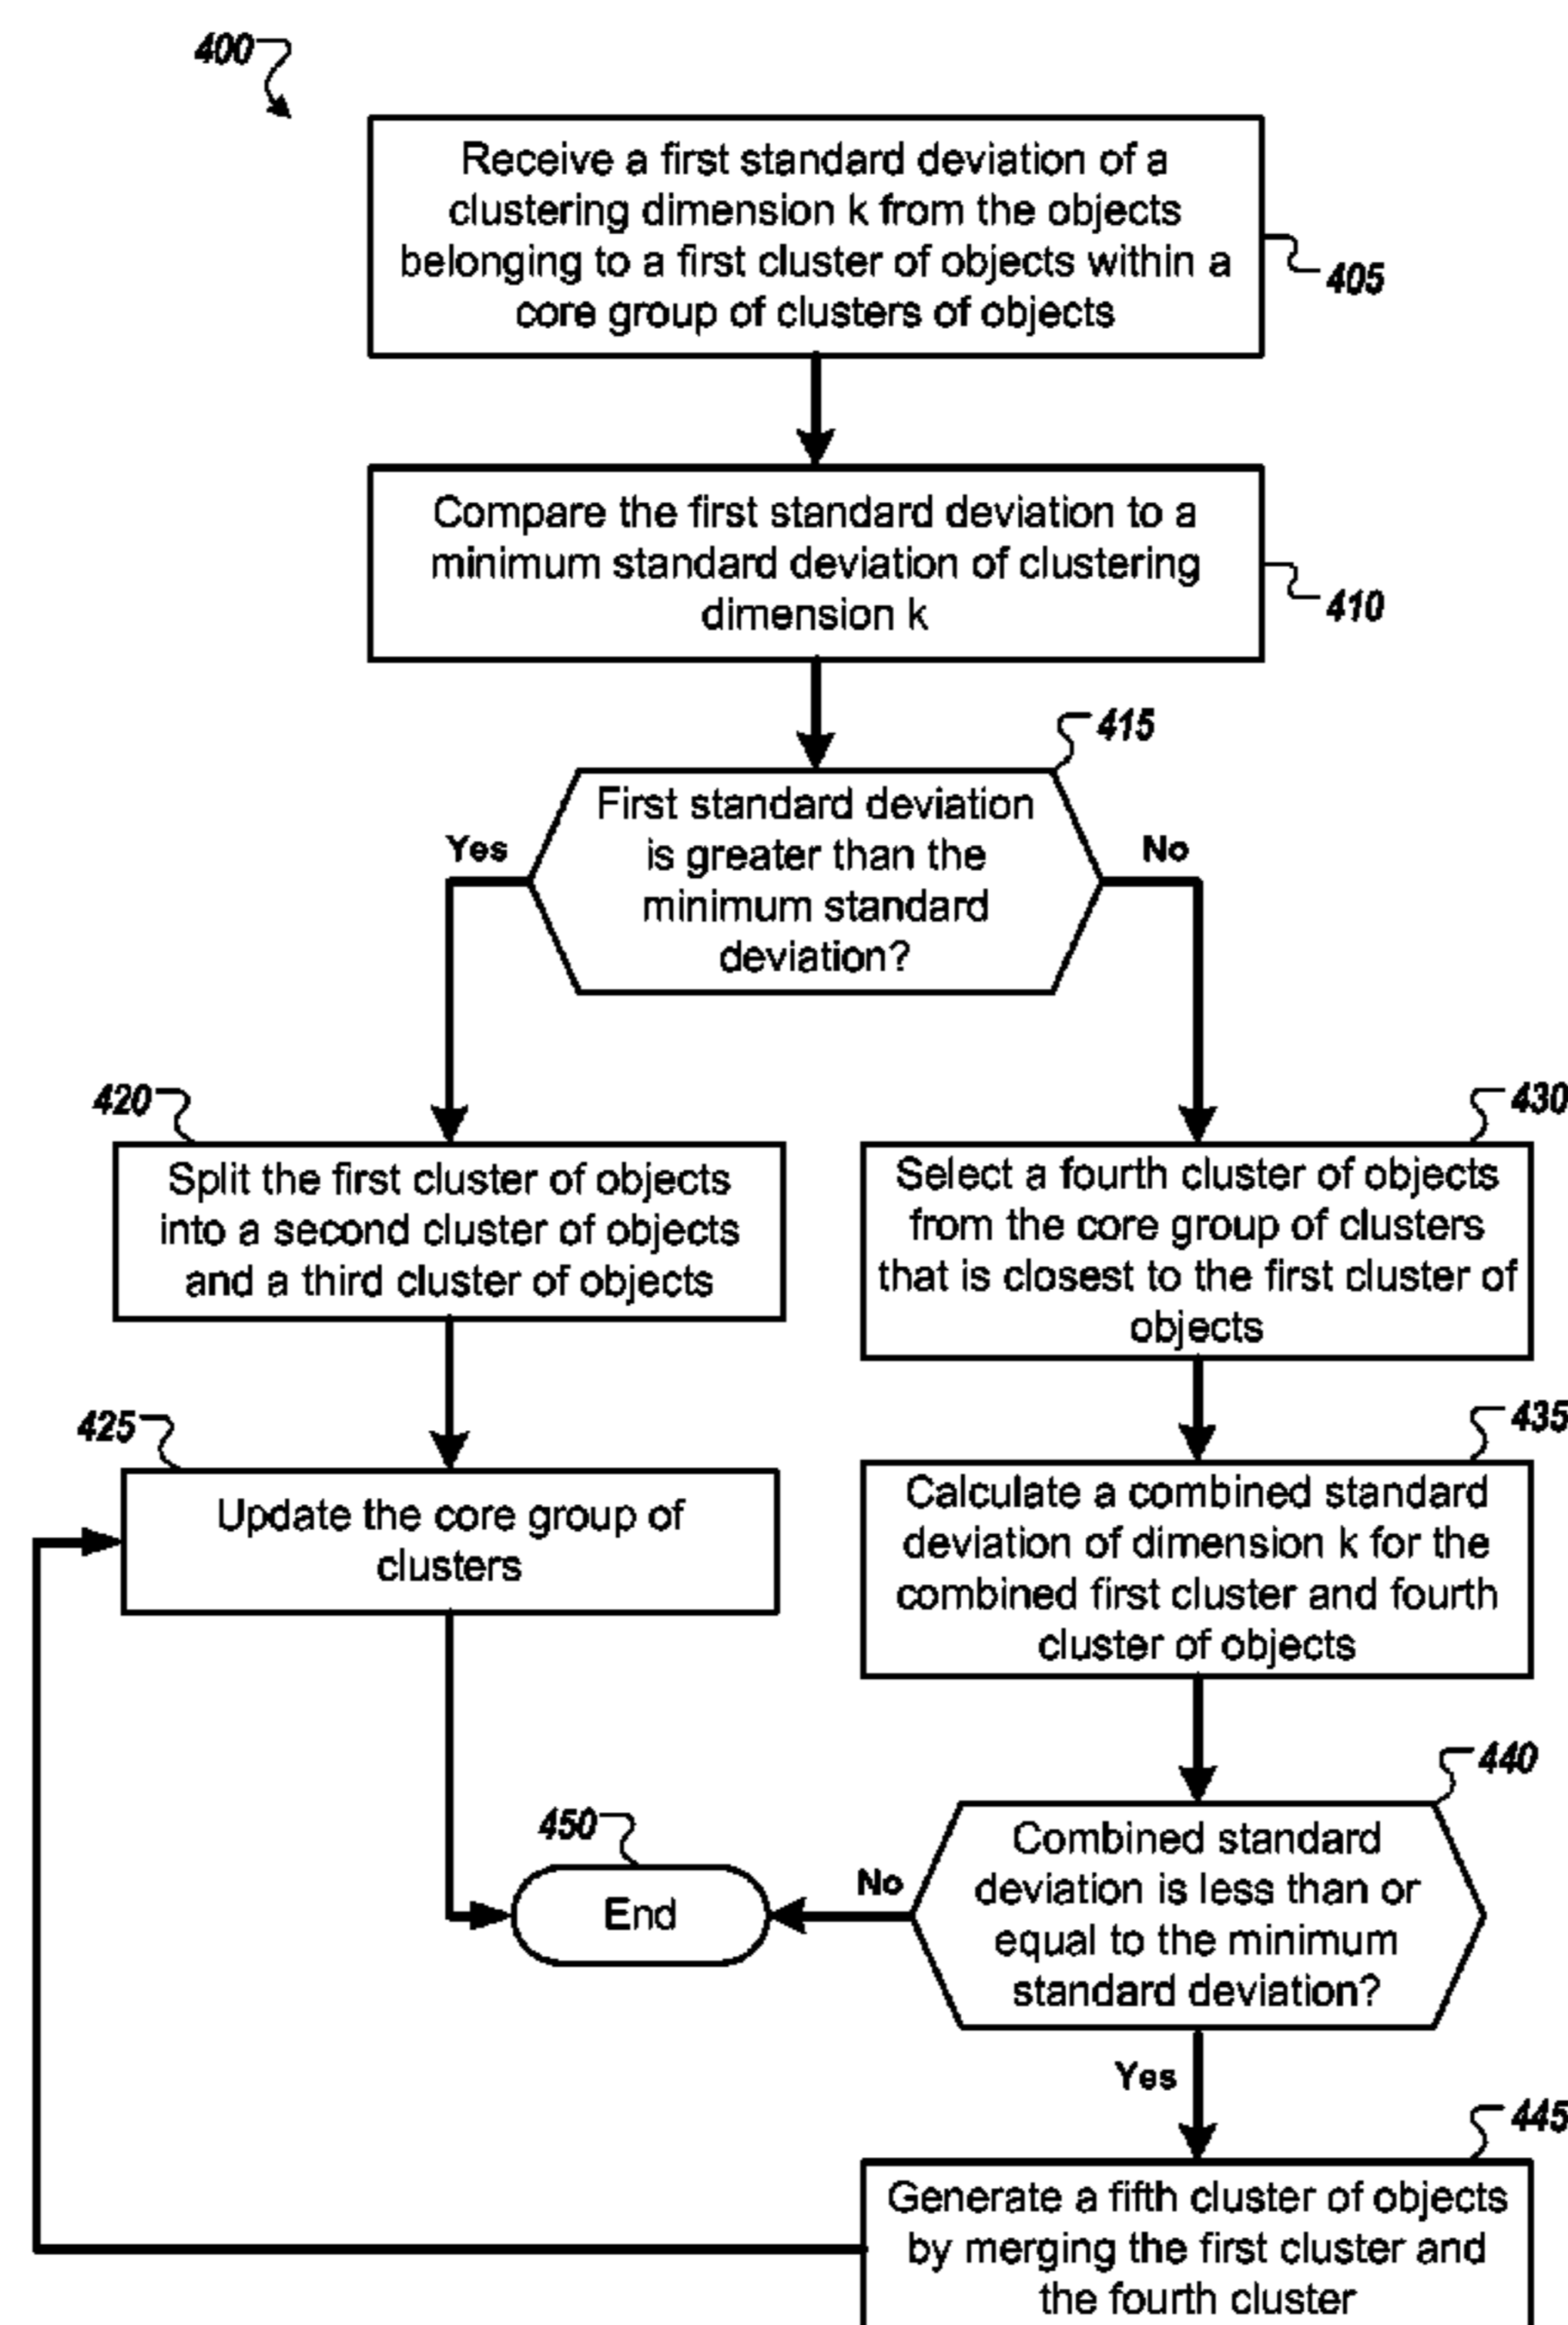 400
Receive a first standard deviation of a
clustering dimension k from the objects
belonging to a first cluster of objects within a
core group of clusters of objects
405
Compare the first standard deviation to a
minimum standard deviation of clustering
dimension k
410
415
First standard deviation
is greater than the
minimum standard
deviation?
Yes
No
420
Split the first cluster of objects
into a second cluster of objects
and a third cluster of objects
430
Select a fourth cluster of objects
from the core group of clusters
that is closest to the first cluster of
objects
425
Update the core group of
clusters
435
Calculate a combined standard
deviation of dimension k for the
combined first cluster and fourth
cluster of objects
440
Combined standard
deviation is less than or
equal to the minimum
standard deviation?
450
End
No
Yes
445
Generate a fifth cluster of objects
by merging the first cluster and
the fourth cluster